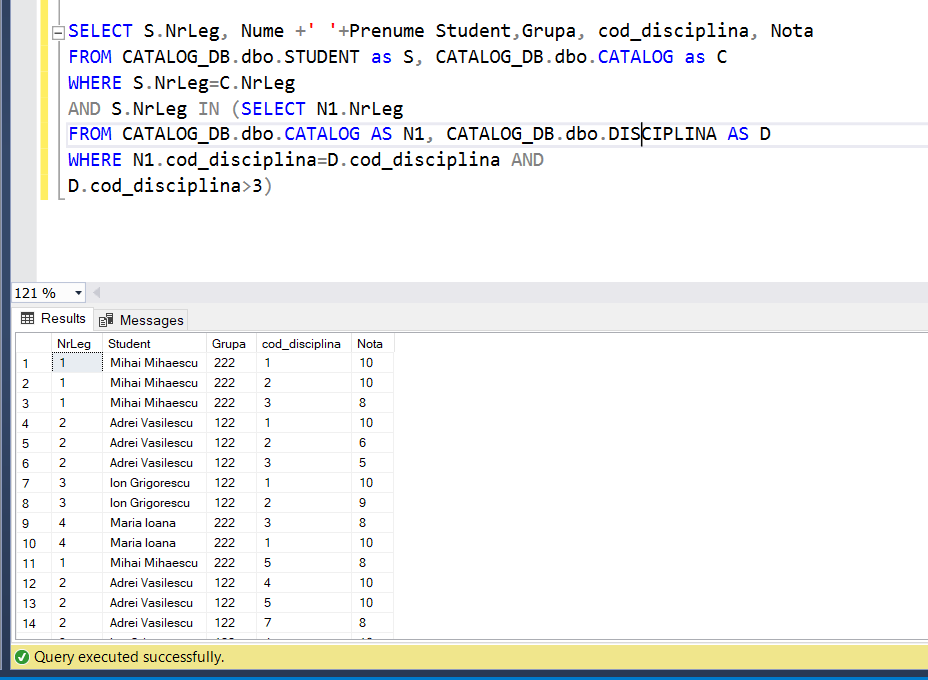 SELECT S.NrLeg, Nume +' '+Prenume Student,Grupa, cod_disciplina, Nota
FROM CATALOG_DB.dbo.STUDENT as S, CATALOG_DB.dbo.CATALOG as C
WHERE S.NrLeg=C.NrLeg
AND S.NrLeg IN (SELECT N1.NrLeg
FROM CATALOG_DB.dbo.CATALOG AS N1, CATALOG_DB.dbo.DISCIPLINA AS D
WHERE N1.cod_disciplina=D.cod_disciplina AND
D.cod_disciplina>3)
121 %
Results Messages
NrLeg Student Grupa cod_disciplina Nota
1 1 Mihai Mihaescu 222 1 10
2 1 Mihai Mihaescu 222 2 10
3 1 Mihai Mihaescu 222 3 8
4 2 Adrei Vasilescu 122 1 10
5 2 Adrei Vasilescu 122 2 6
6 2 Adrei Vasilescu 122 3 5
7 3 Ion Grigorescu 122 1 10
8 3 Ion Grigorescu 122 2 9
9 4 Maria Ioana 222 3 8
10 4 Maria Ioana 222 1 10
11 1 Mihai Mihaescu 222 5 8
12 2 Adrei Vasilescu 122 4 10
13 2 Adrei Vasilescu 122 5 10
14 2 Adrei Vasilescu 122 7 8
Query executed successfully.